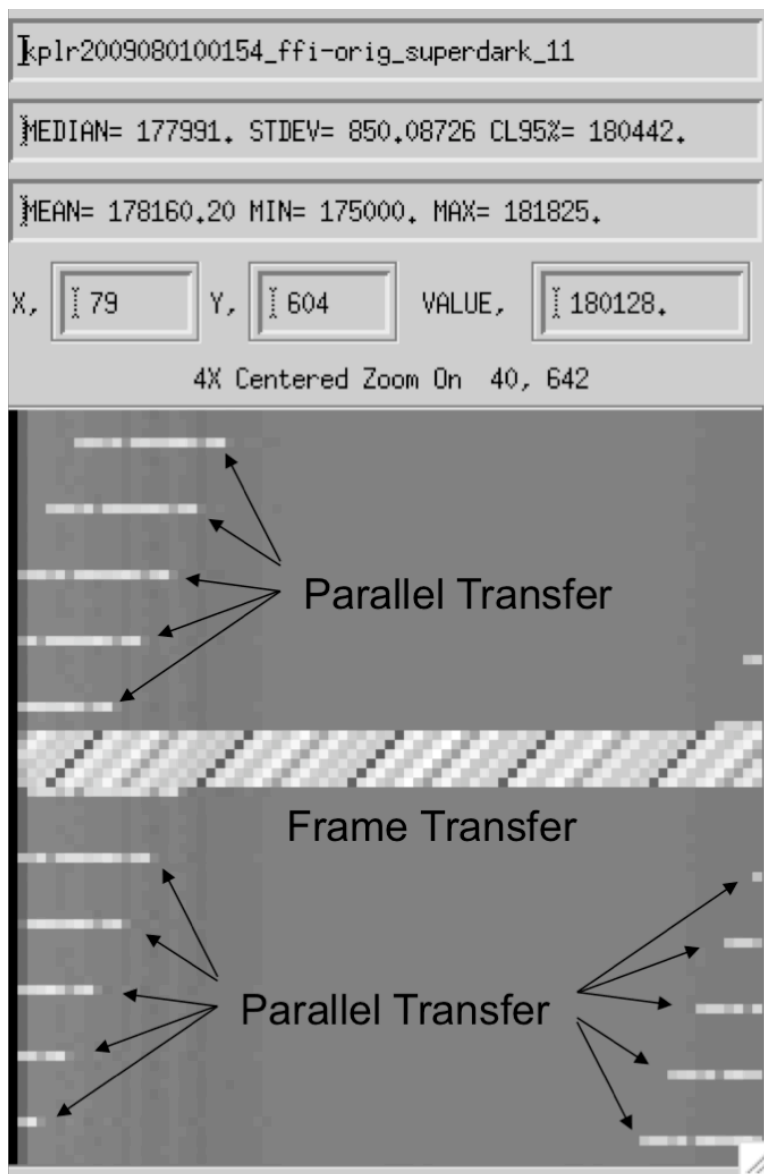 kplr2009080100154_ffi-orig_superdark_11
MEDIAN= 177991. STDEV= 850.08726 CL95%= 180442.
MEAN= 178160.20 MIN= 175000. MAX= 181825.
X, 79 Y, 604 VALUE, 180128.
4X Centered Zoom On 40, 642
Parallel Transfer
Frame Transfer
Parallel Transfer